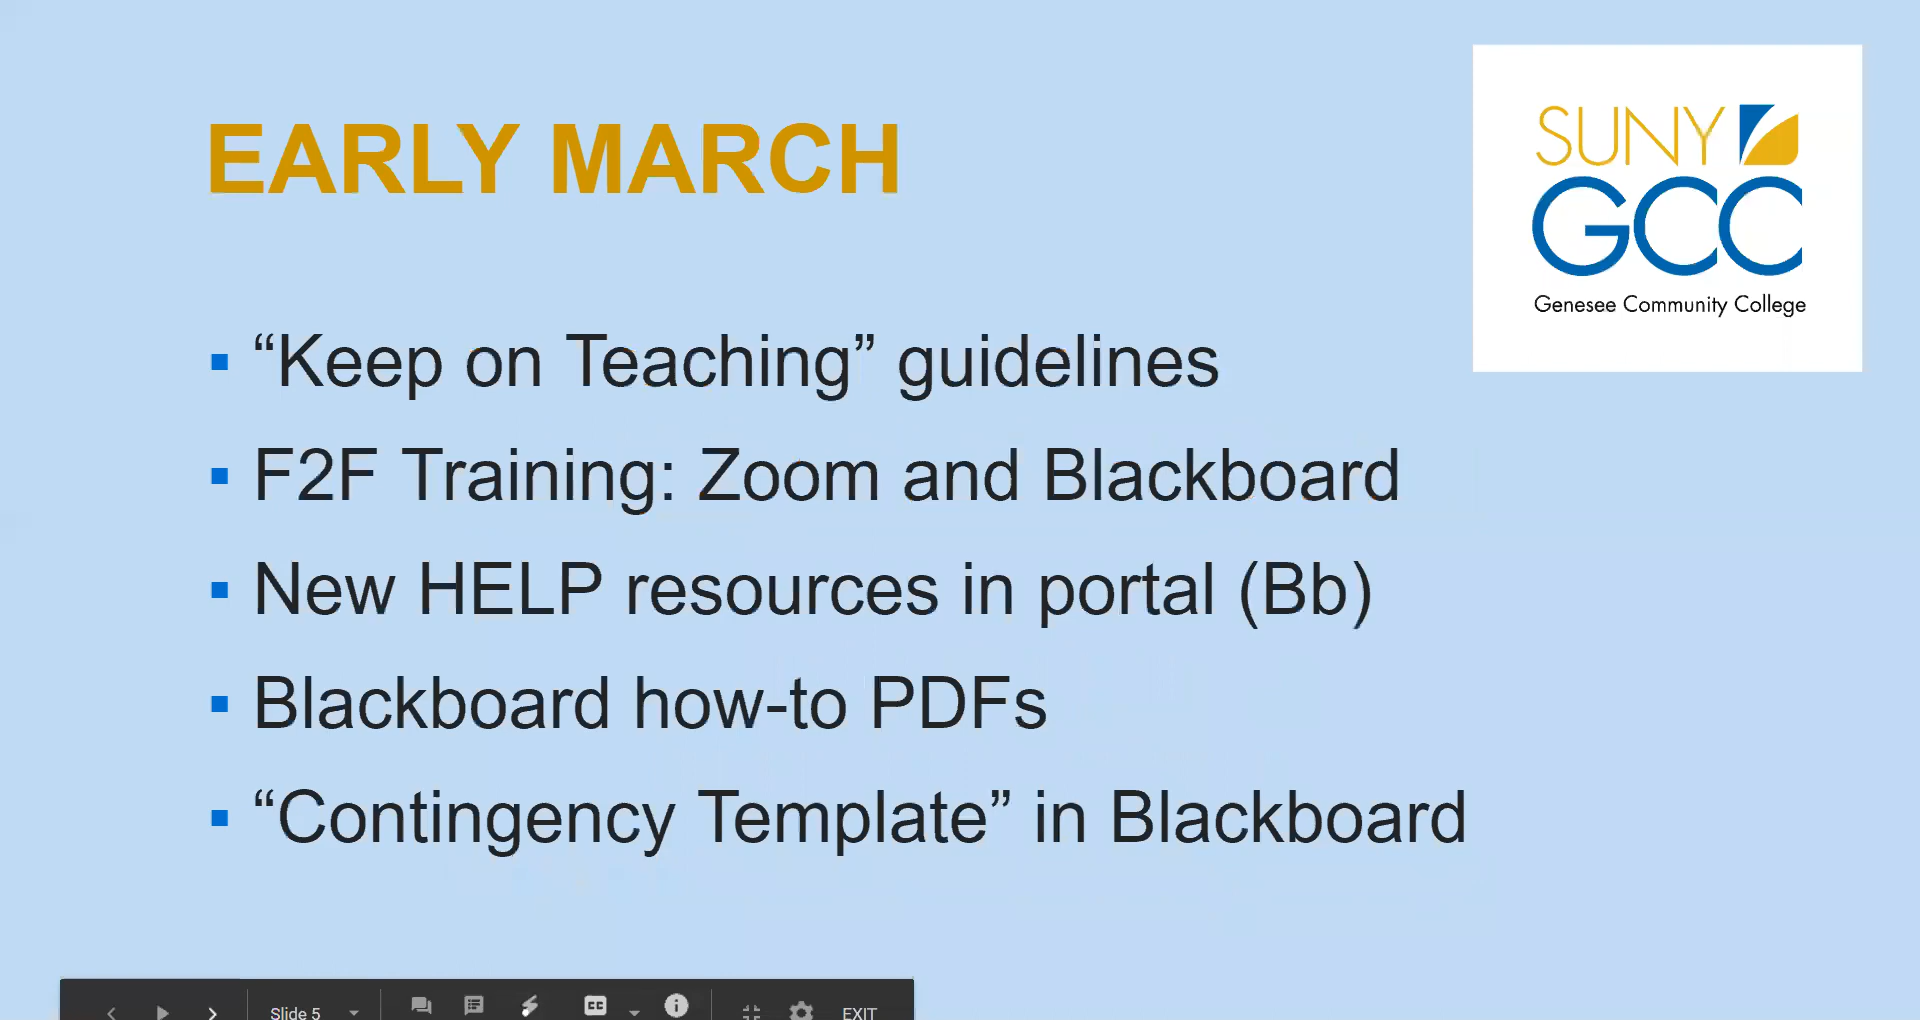 EARLY MARCH
SUNY
GCC
Genesee Community College
“Keep on Teaching” guidelines
F2F Training: Zoom and Blackboard
New HELP resources in portal (Bb)
Blackboard how-to PDFs
“Contingency Template” in Blackboard
Slide 5
CC
EXIT